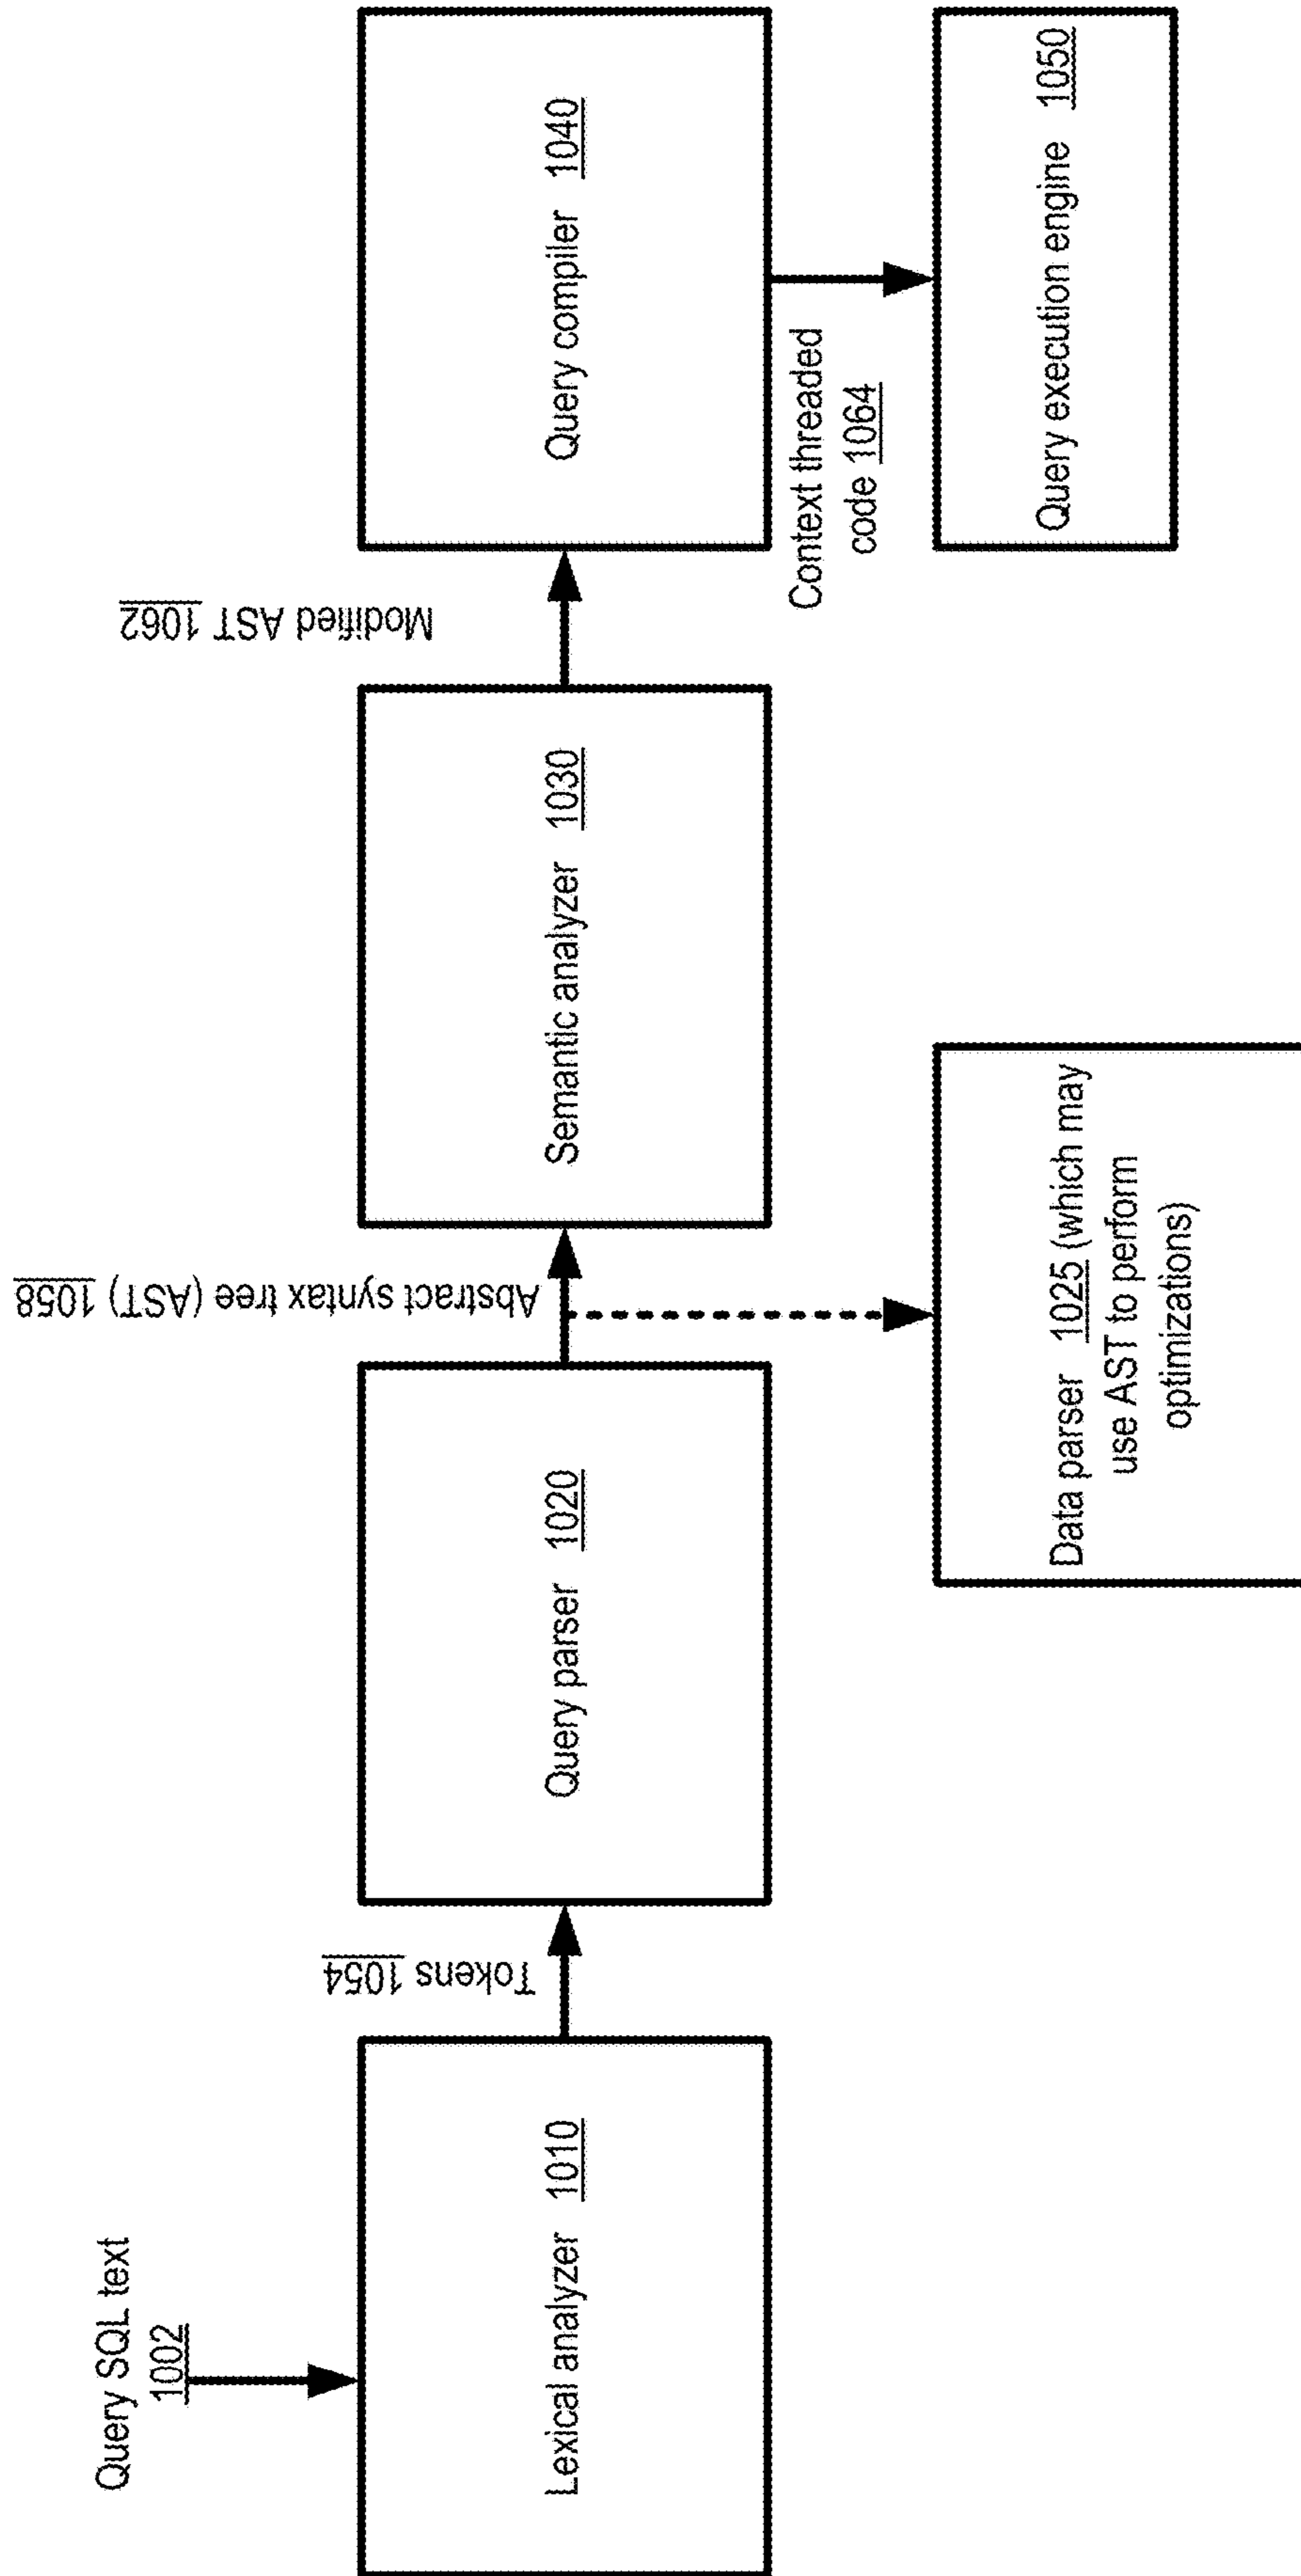 Query SQL text
1002
Lexical analyzer 1010
Tokens 1054
Query parser 1020
Abstract syntax tree (AST) 1058
Data parser 1025 (which may
use AST to perform
optimizations)
Semantic analyzer 1030
Modified AST 1062
Query compiler 1040
Context threaded
code 1064
Query execution engine 1050